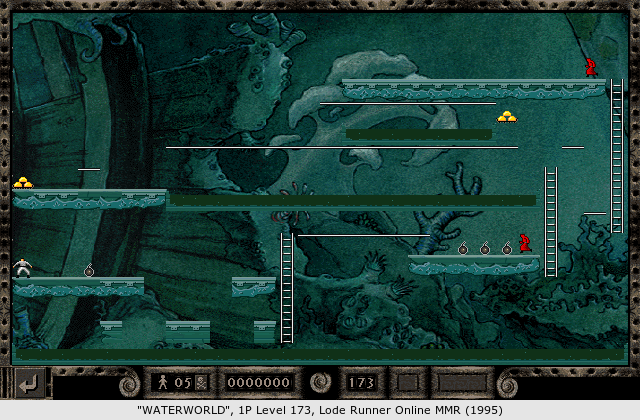 05 0000000 173
"WATERWORLD", 1P Level 173, Lode Runner Online MMR (1995)